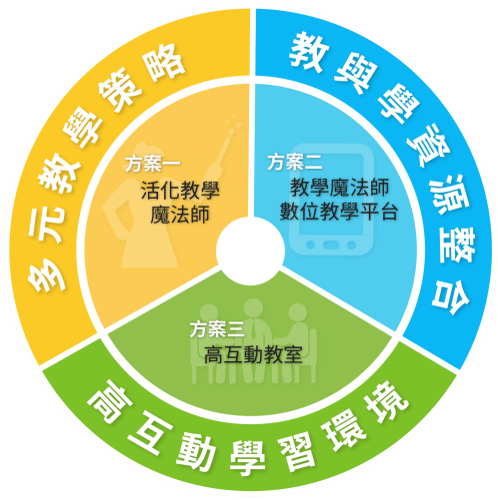 多元教學策略
方案一
活化教學
魔法師
教與學資源整合
方案二
教學魔法師
數位教學平台
方案三
高互動教室
高互動學習環境